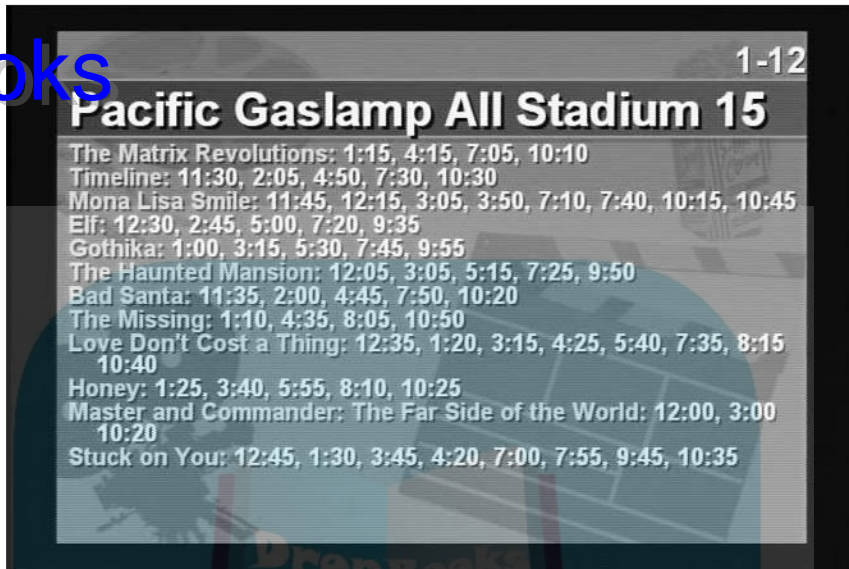 oks
1-12
Pacific Gaslamp All Stadium 15
The Matrix Revolutions: 1:15, 4:15, 7:05, 10:10
Timeline: 11:30, 2:05, 4:50, 7:30, 10:30
Mona Lisa Smile: 11:45, 12:15, 3:05, 3:50, 7:10, 7:40, 10:15, 10:45
Elf: 12:30, 2:45, 5:00, 7:20, 9:35
Gothika: 1:00, 3:15, 5:30, 7:45, 9:55
The Haunted Mansion: 12:05, 3:05, 5:15, 7:25, 9:50
Bad Santa: 11:35, 2:00, 4:45, 7:50, 10:20
The Missing: 1:10, 4:35, 8:05, 10:50
Love Don't Cost a Thing: 12:35, 1:20, 3:15, 4:25, 5:40, 7:35, 8:15
10:40
Honey: 1:25, 3:40, 5:55, 8:10, 10:25
Master and Commander: The Far Side of the World: 12:00, 3:00
10:20
Stuck on You: 12:45, 1:30, 3:45, 4:20, 7:00, 7:55, 9:45, 10:35